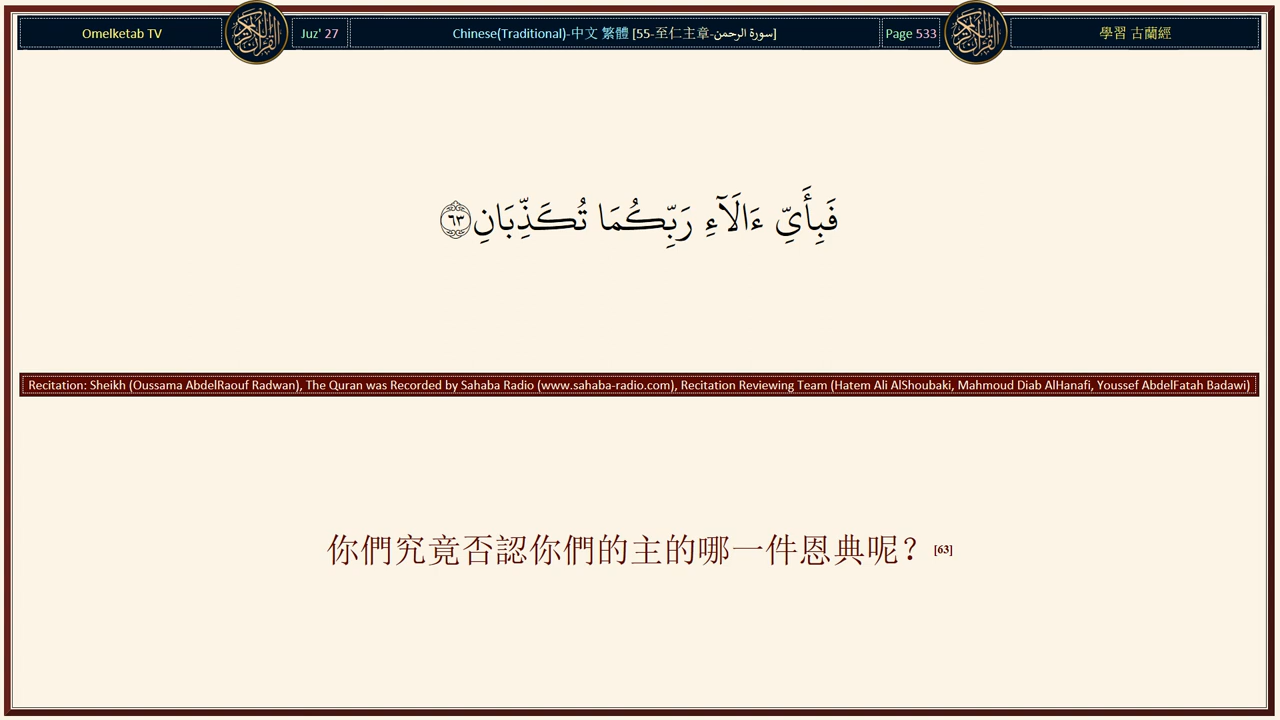 Omelketab TV
Juz' 27
Chinese(Traditional)-中文 繁體 [55-至仁主章-سورة الرحمن]
Page 533
學習 古蘭經
فَبِأَيِّ ءَالَآءِ رَبِّكُمَا تُكَذِّبَانِ ٦٣
Recitation: Sheikh (Oussama AbdelRaouf Radwan), The Quran was Recorded by Sahaba Radio (www.sahaba-radio.com), Recitation Reviewing Team (Hatem Ali AlShoubaki, Mahmoud Diab AlHanafi, Youssef AbdelFatah Badawi)
你們究竟否認你們的主的哪一件恩典呢？ [63]